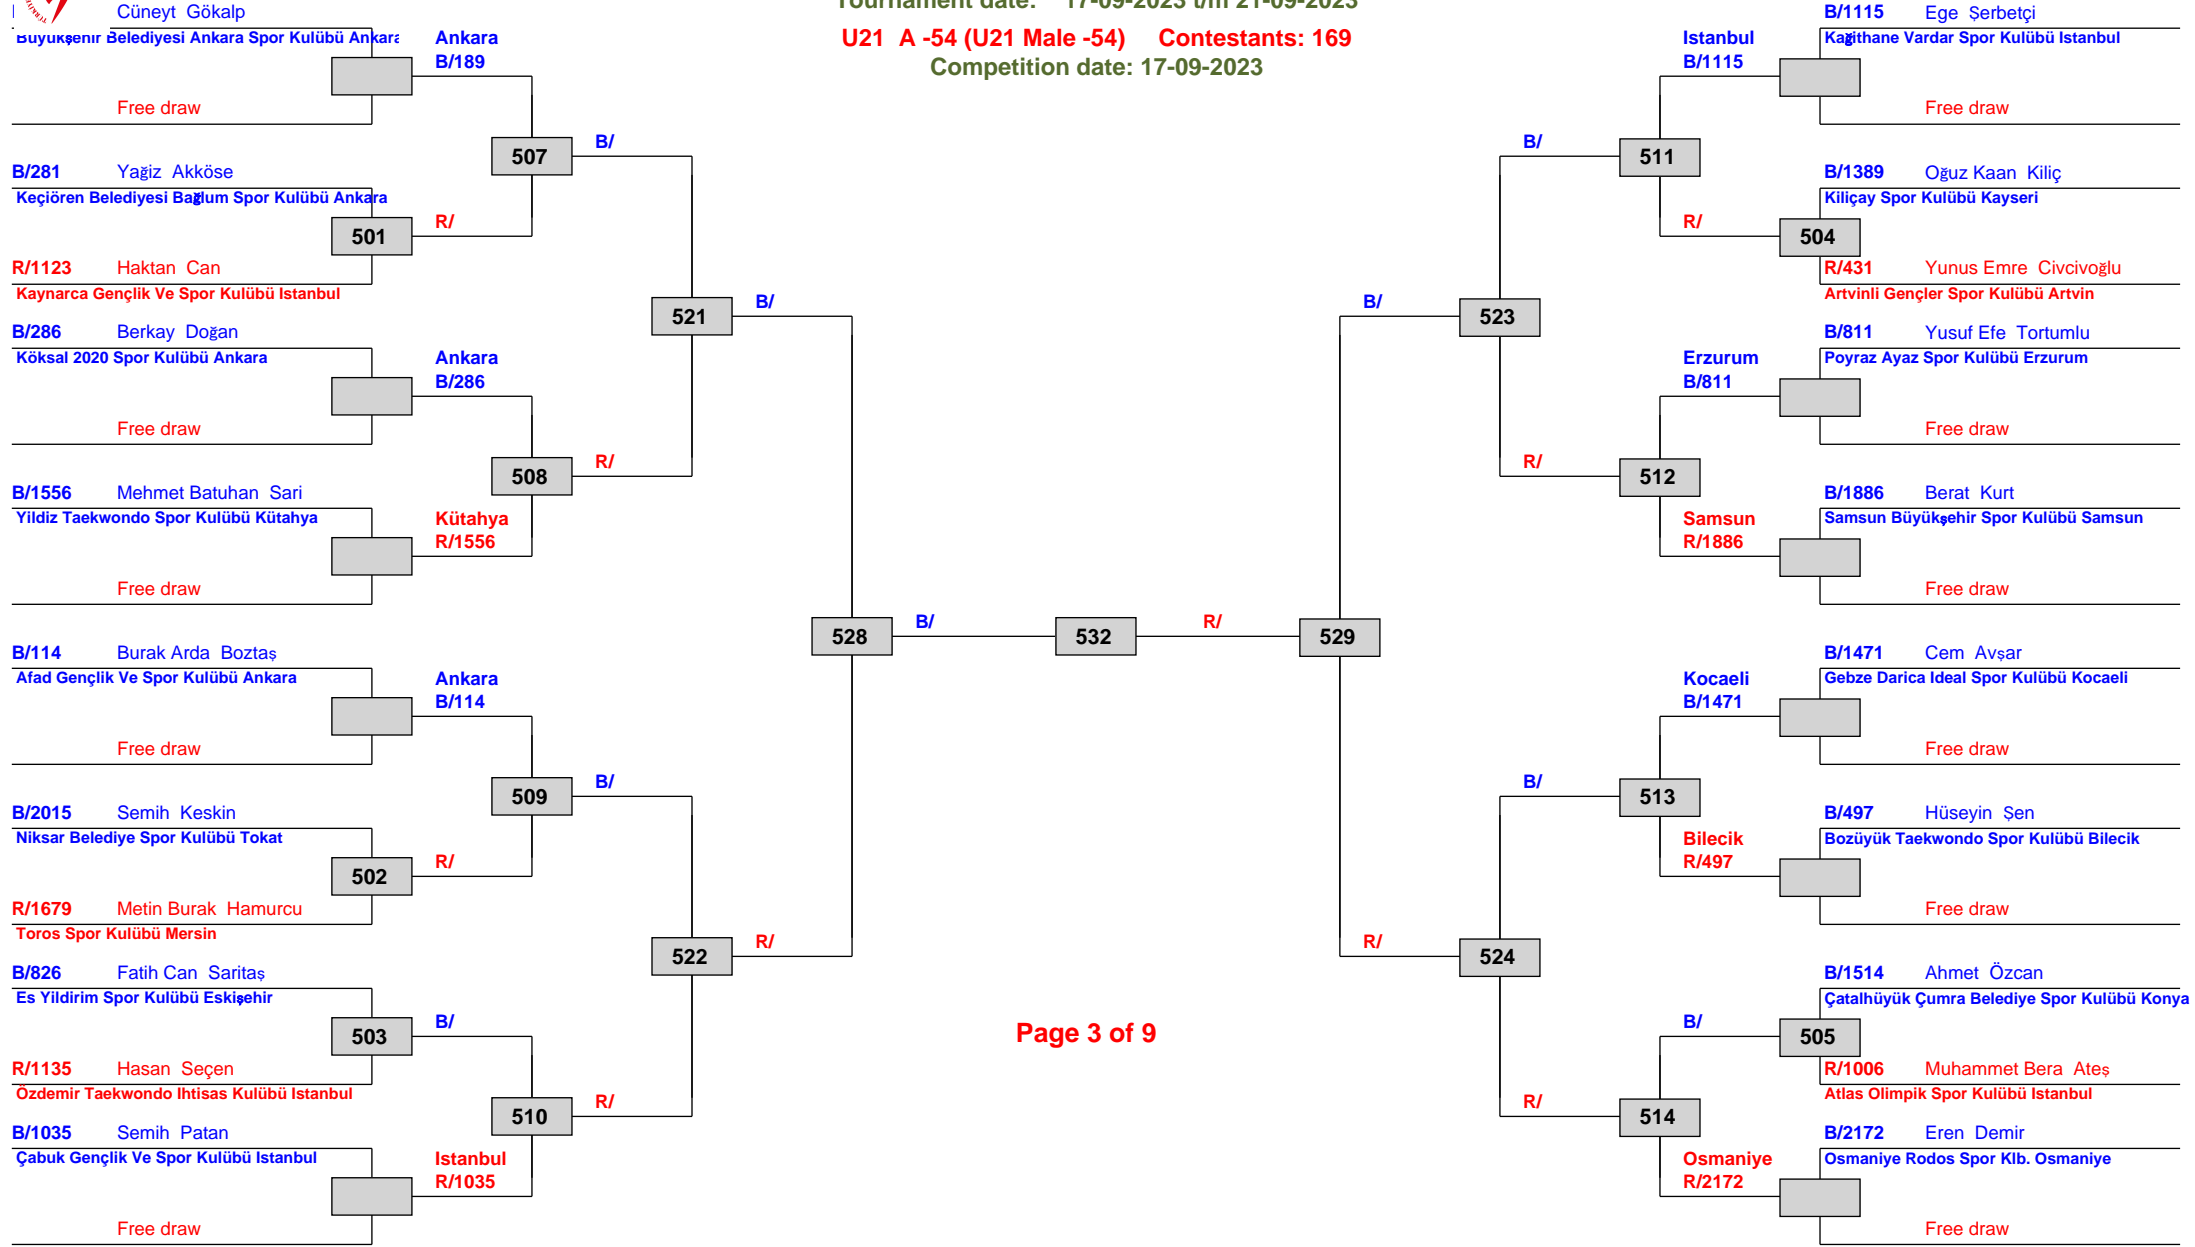 Tournament date: 17-09-2023 t/m 21-09-2023
U21 A -54 (U21 Male -54) Contestants: 169
Competition date: 17-09-2023
Cüneyt Gökalp
Büyükşehir Belediyesi Ankara Spor Kulübü Ankara
Free draw
Ankara
B/189
B/281 Yağiz Akköse
Keçiören Belediyesi Bağlum Spor Kulübü Ankara
501
R/
R/1123 Haktan Can
Kaynarca Gençlik Ve Spor Kulübü Istanbul
507
B/
B/286 Berkay Doğan
Köksal 2020 Spor Kulübü Ankara
Free draw
Ankara
B/286
508
R/
B/1556 Mehmet Batuhan Sari
Yildiz Taekwondo Spor Kulübü Kütahya
Free draw
Kütahya
R/1556
521
B/
B/114 Burak Arda Boztaş
Afad Gençlik Ve Spor Kulübü Ankara
Free draw
Ankara
B/114
509
B/
B/2015 Semih Keskin
Niksar Belediye Spor Kulübü Tokat
502
R/
R/1679 Metin Burak Hamurcu
Toros Spor Kulübü Mersin
522
R/
B/826 Fatih Can Saritaş
Es Yildirim Spor Kulübü Eskişehir
503
B/
R/1135 Hasan Seçen
Özdemir Taekwondo Ihtisas Kulübü Istanbul
510
R/
B/1035 Semih Patan
Çabuk Gençlik Ve Spor Kulübü Istanbul
Free draw
Istanbul
R/1035
528
B/
532
R/
529
Page 3 of 9
B/1115 Ege Şerbetçi
Kağithane Vardar Spor Kulübü Istanbul
Free draw
Istanbul
B/1115
B/
511
B/1389 Oğuz Kaan Kiliç
Kiliçay Spor Kulübü Kayseri
R/
504
R/431 Yunus Emre Civcivoğlu
Artvinli Gençler Spor Kulübü Artvin
B/
523
B/811 Yusuf Efe Tortumlu
Poyraz Ayaz Spor Kulübü Erzurum
Free draw
Erzurum
B/811
R/
512
B/1886 Berat Kurt
Samsun Büyükşehir Spor Kulübü Samsun
Free draw
Samsun
R/1886
B/1471 Cem Avşar
Gebze Darica Ideal Spor Kulübü Kocaeli
Free draw
Kocaeli
B/1471
B/
513
B/497 Hüseyin Şen
Bozüyük Taekwondo Spor Kulübü Bilecik
Free draw
Bilecik
R/497
R/
524
B/1514 Ahmet Özcan
Çatalhüyük Çumra Belediye Spor Kulübü Konya
B/
505
R/1006 Muhammet Bera Ateş
Atlas Olimpik Spor Kulübü Istanbul
R/
514
B/2172 Eren Demir
Osmaniye Rodos Spor Klb. Osmaniye
Free draw
Osmaniye
R/2172